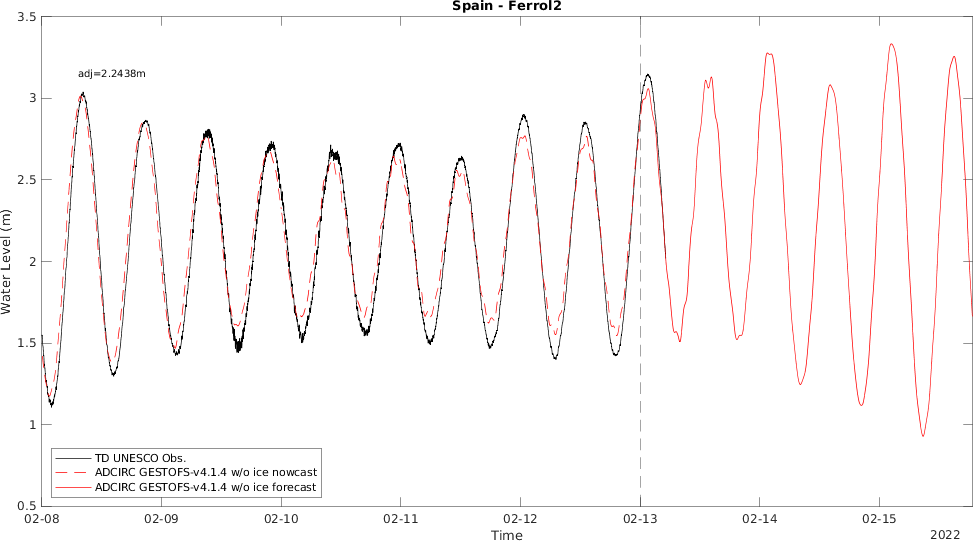 Spain - Ferrol2
adj=2.2438m
3.5
3
2.5
2
1.5
1
0.5
Water Level (m)
TD UNESCO Obs.
ADCIRC GESTOFS-v4.1.4 w/o ice nowcast
ADCIRC GESTOFS-v4.1.4 w/o ice forecast
02-08 02-09 02-10 02-11 02-12 02-13 02-14 02-15
Time
2022